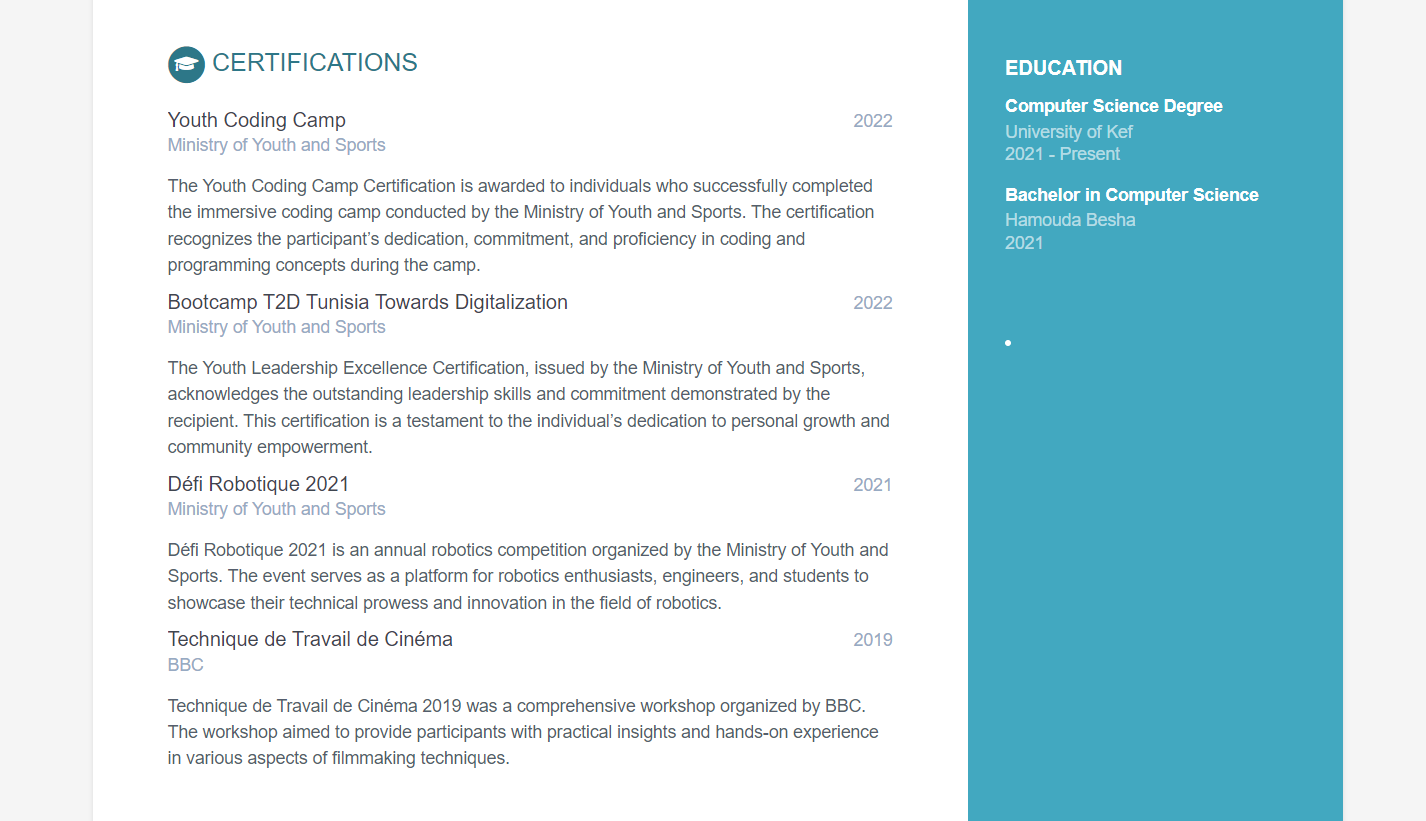 CERTIFICATIONS
Youth Coding Camp 2022
Ministry of Youth and Sports
The Youth Coding Camp Certification is awarded to individuals who successfully completed
the immersive coding camp conducted by the Ministry of Youth and Sports. The certification
recognizes the participant’s dedication, commitment, and proficiency in coding and
programming concepts during the camp.
Bootcamp T2D Tunisia Towards Digitalization 2022
Ministry of Youth and Sports
The Youth Leadership Excellence Certification, issued by the Ministry of Youth and Sports,
acknowledges the outstanding leadership skills and commitment demonstrated by the
recipient. This certification is a testament to the individual’s dedication to personal growth and
community empowerment.
Défi Robotique 2021 2021
Ministry of Youth and Sports
Défi Robotique 2021 is an annual robotics competition organized by the Ministry of Youth and
Sports. The event serves as a platform for robotics enthusiasts, engineers, and students to
showcase their technical prowess and innovation in the field of robotics.
Technique de Travail de Cinéma 2019
BBC
Technique de Travail de Cinéma 2019 was a comprehensive workshop organized by BBC.
The workshop aimed to provide participants with practical insights and hands-on experience
in various aspects of filmmaking techniques.
EDUCATION
Computer Science Degree
University of Kef
2021 - Present
Bachelor in Computer Science
Hamouda Besha
2021